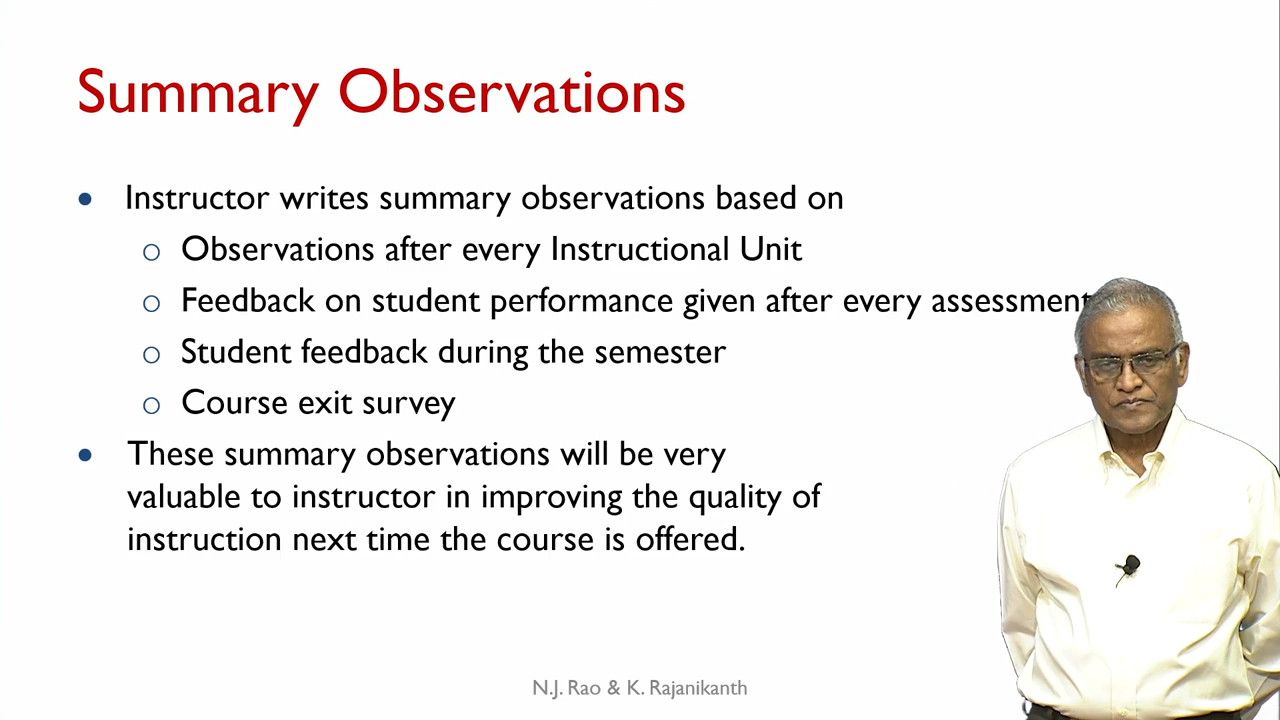 Summary Observations
• Instructor writes summary observations based on
o Observations after every Instructional Unit
o Feedback on student performance given after every assessment
o Student feedback during the semester
o Course exit survey
• These summary observations will be very
valuable to instructor in improving the quality of
instruction next time the course is offered.
N.J. Rao & K. Rajanikanth